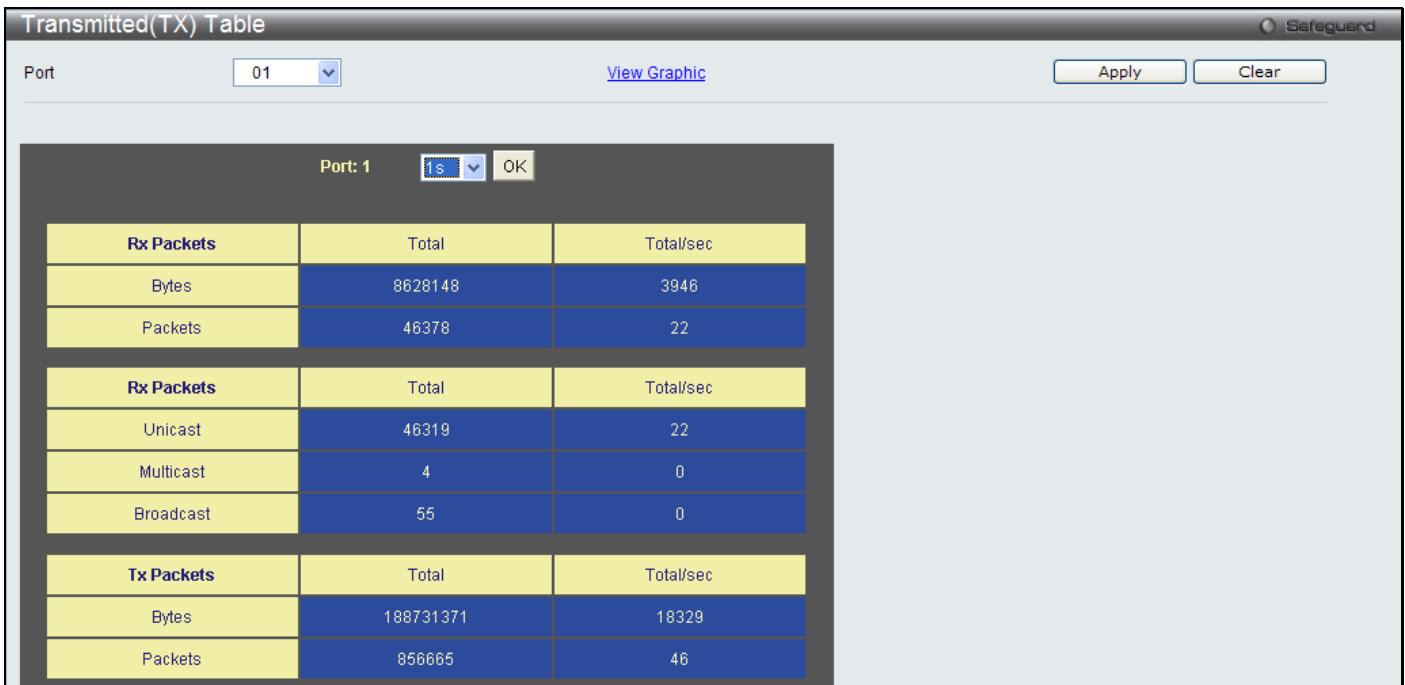 Transmitted(TX) Table Safeguard
Port 01 View Graphic Apply Clear
Port: 1 1s OK
Rx Packets Total Total/sec
Bytes 8628148 3946
Packets 46378 22
Rx Packets Total Total/sec
Unicast 46319 22
Multicast 4 0
Broadcast 55 0
Tx Packets Total Total/sec
Bytes 188731371 18329
Packets 856665 46